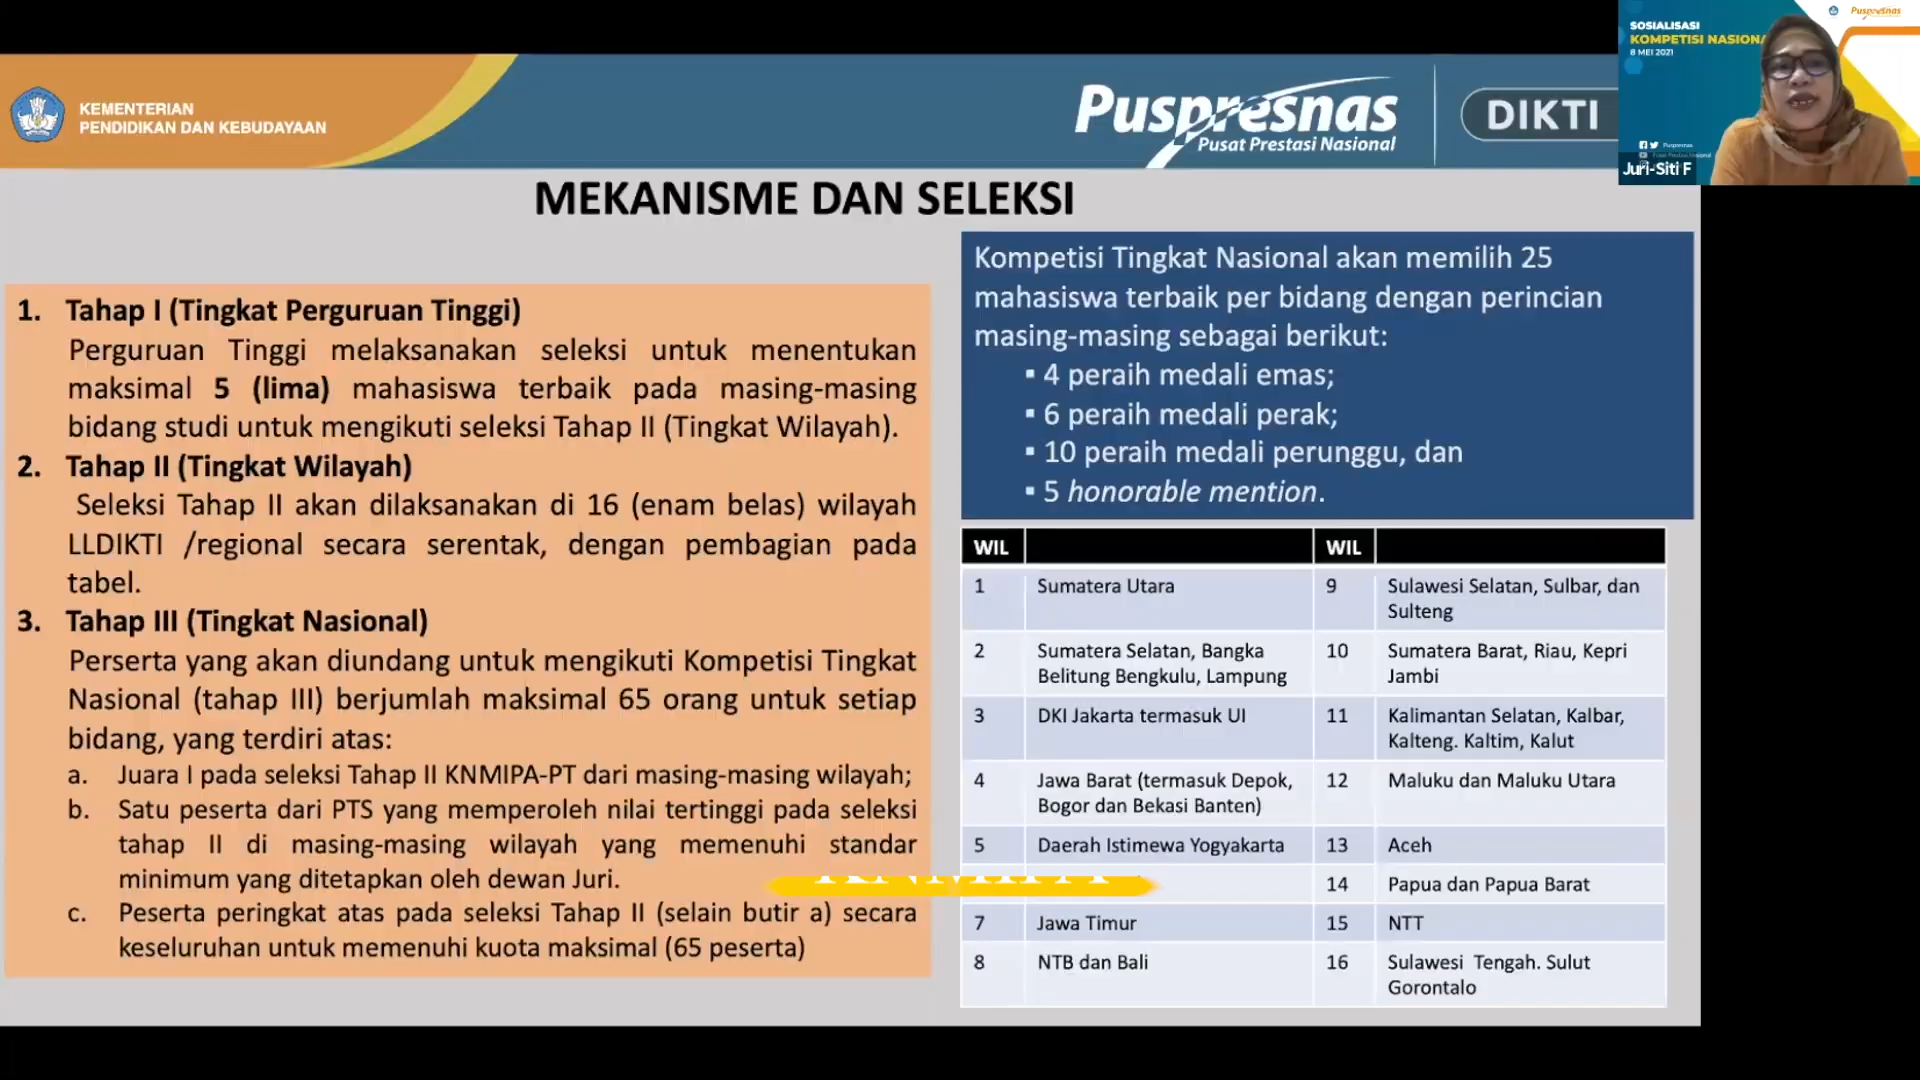 KEMENTERIAN
PENDIDIKAN DAN KEBUDAYAAN
Puspresnas
Pusat Prestasi Nasional
DIKTI
SOSIALISASI
KOMPETISI NASIONA
8 MEI 2021
Puspresnas
Puspresnas
Juri-Siti F
MEKANISME DAN SELEKSI
1. Tahap I (Tingkat Perguruan Tinggi)
Perguruan Tinggi melaksanakan seleksi untuk menentukan
maksimal 5 (lima) mahasiswa terbaik pada masing-masing
bidang studi untuk mengikuti seleksi Tahap II (Tingkat Wilayah).
2. Tahap II (Tingkat Wilayah)
Seleksi Tahap II akan dilaksanakan di 16 (enam belas) wilayah
LLDIKTI /regional secara serentak, dengan pembagian pada
tabel.
3. Tahap III (Tingkat Nasional)
Perserta yang akan diundang untuk mengikuti Kompetisi Tingkat
Nasional (tahap III) berjumlah maksimal 65 orang untuk setiap
bidang, yang terdiri atas:
a. Juara I pada seleksi Tahap II KNMIPA-PT dari masing-masing wilayah;
b. Satu peserta dari PTS yang memperoleh nilai tertinggi pada seleksi
tahap II di masing-masing wilayah yang memenuhi standar
minimum yang ditetapkan oleh dewan Juri.
c. Peserta peringkat atas pada seleksi Tahap II (selain butir a) secara
keseluruhan untuk memenuhi kuota maksimal (65 peserta)
Kompetisi Tingkat Nasional akan memilih 25
mahasiswa terbaik per bidang dengan perincian
masing-masing sebagai berikut:
▪ 4 peraih medali emas;
▪ 6 peraih medali perak;
▪ 10 peraih medali perunggu, dan
▪ 5 honorable mention.
WIL WIL
1 Sumatera Utara 9 Sulawesi Selatan, Sulbar, dan
Sulteng
2 Sumatera Selatan, Bangka 10 Sumatera Barat, Riau, Kepri
Belitung Bengkulu, Lampung Jambi
3 DKI Jakarta termasuk UI 11 Kalimantan Selatan, Kalbar,
Kalteng. Kaltim, Kalut
4 Jawa Barat (termasuk Depok, 12 Maluku dan Maluku Utara
Bogor dan Bekasi Banten)
5 Daerah Istimewa Yogyakarta 13 Aceh
14 Papua dan Papua Barat
7 Jawa Timur 15 NTT
8 NTB dan Bali 16 Sulawesi Tengah. Sulut
Gorontalo